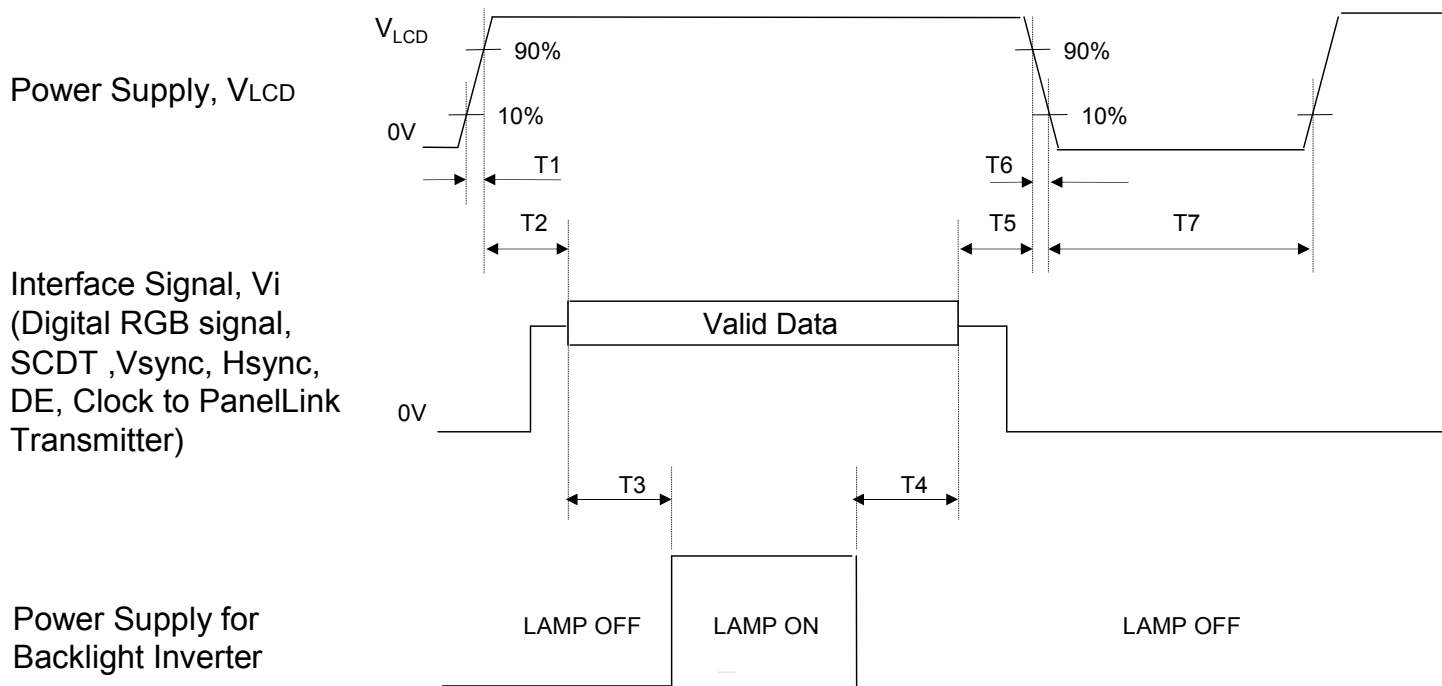 VLCD
90%
90%
Power Supply, VLCD
10%
10%
0V
T1
T6
T2
T5
T7
Interface Signal, Vi
(Digital RGB signal,
SCDT ,Vsync, Hsync,
DE, Clock to PanelLink
Transmitter)
Valid Data
0V
T3
T4
Power Supply for
Backlight Inverter
LAMP OFF
LAMP ON
LAMP OFF